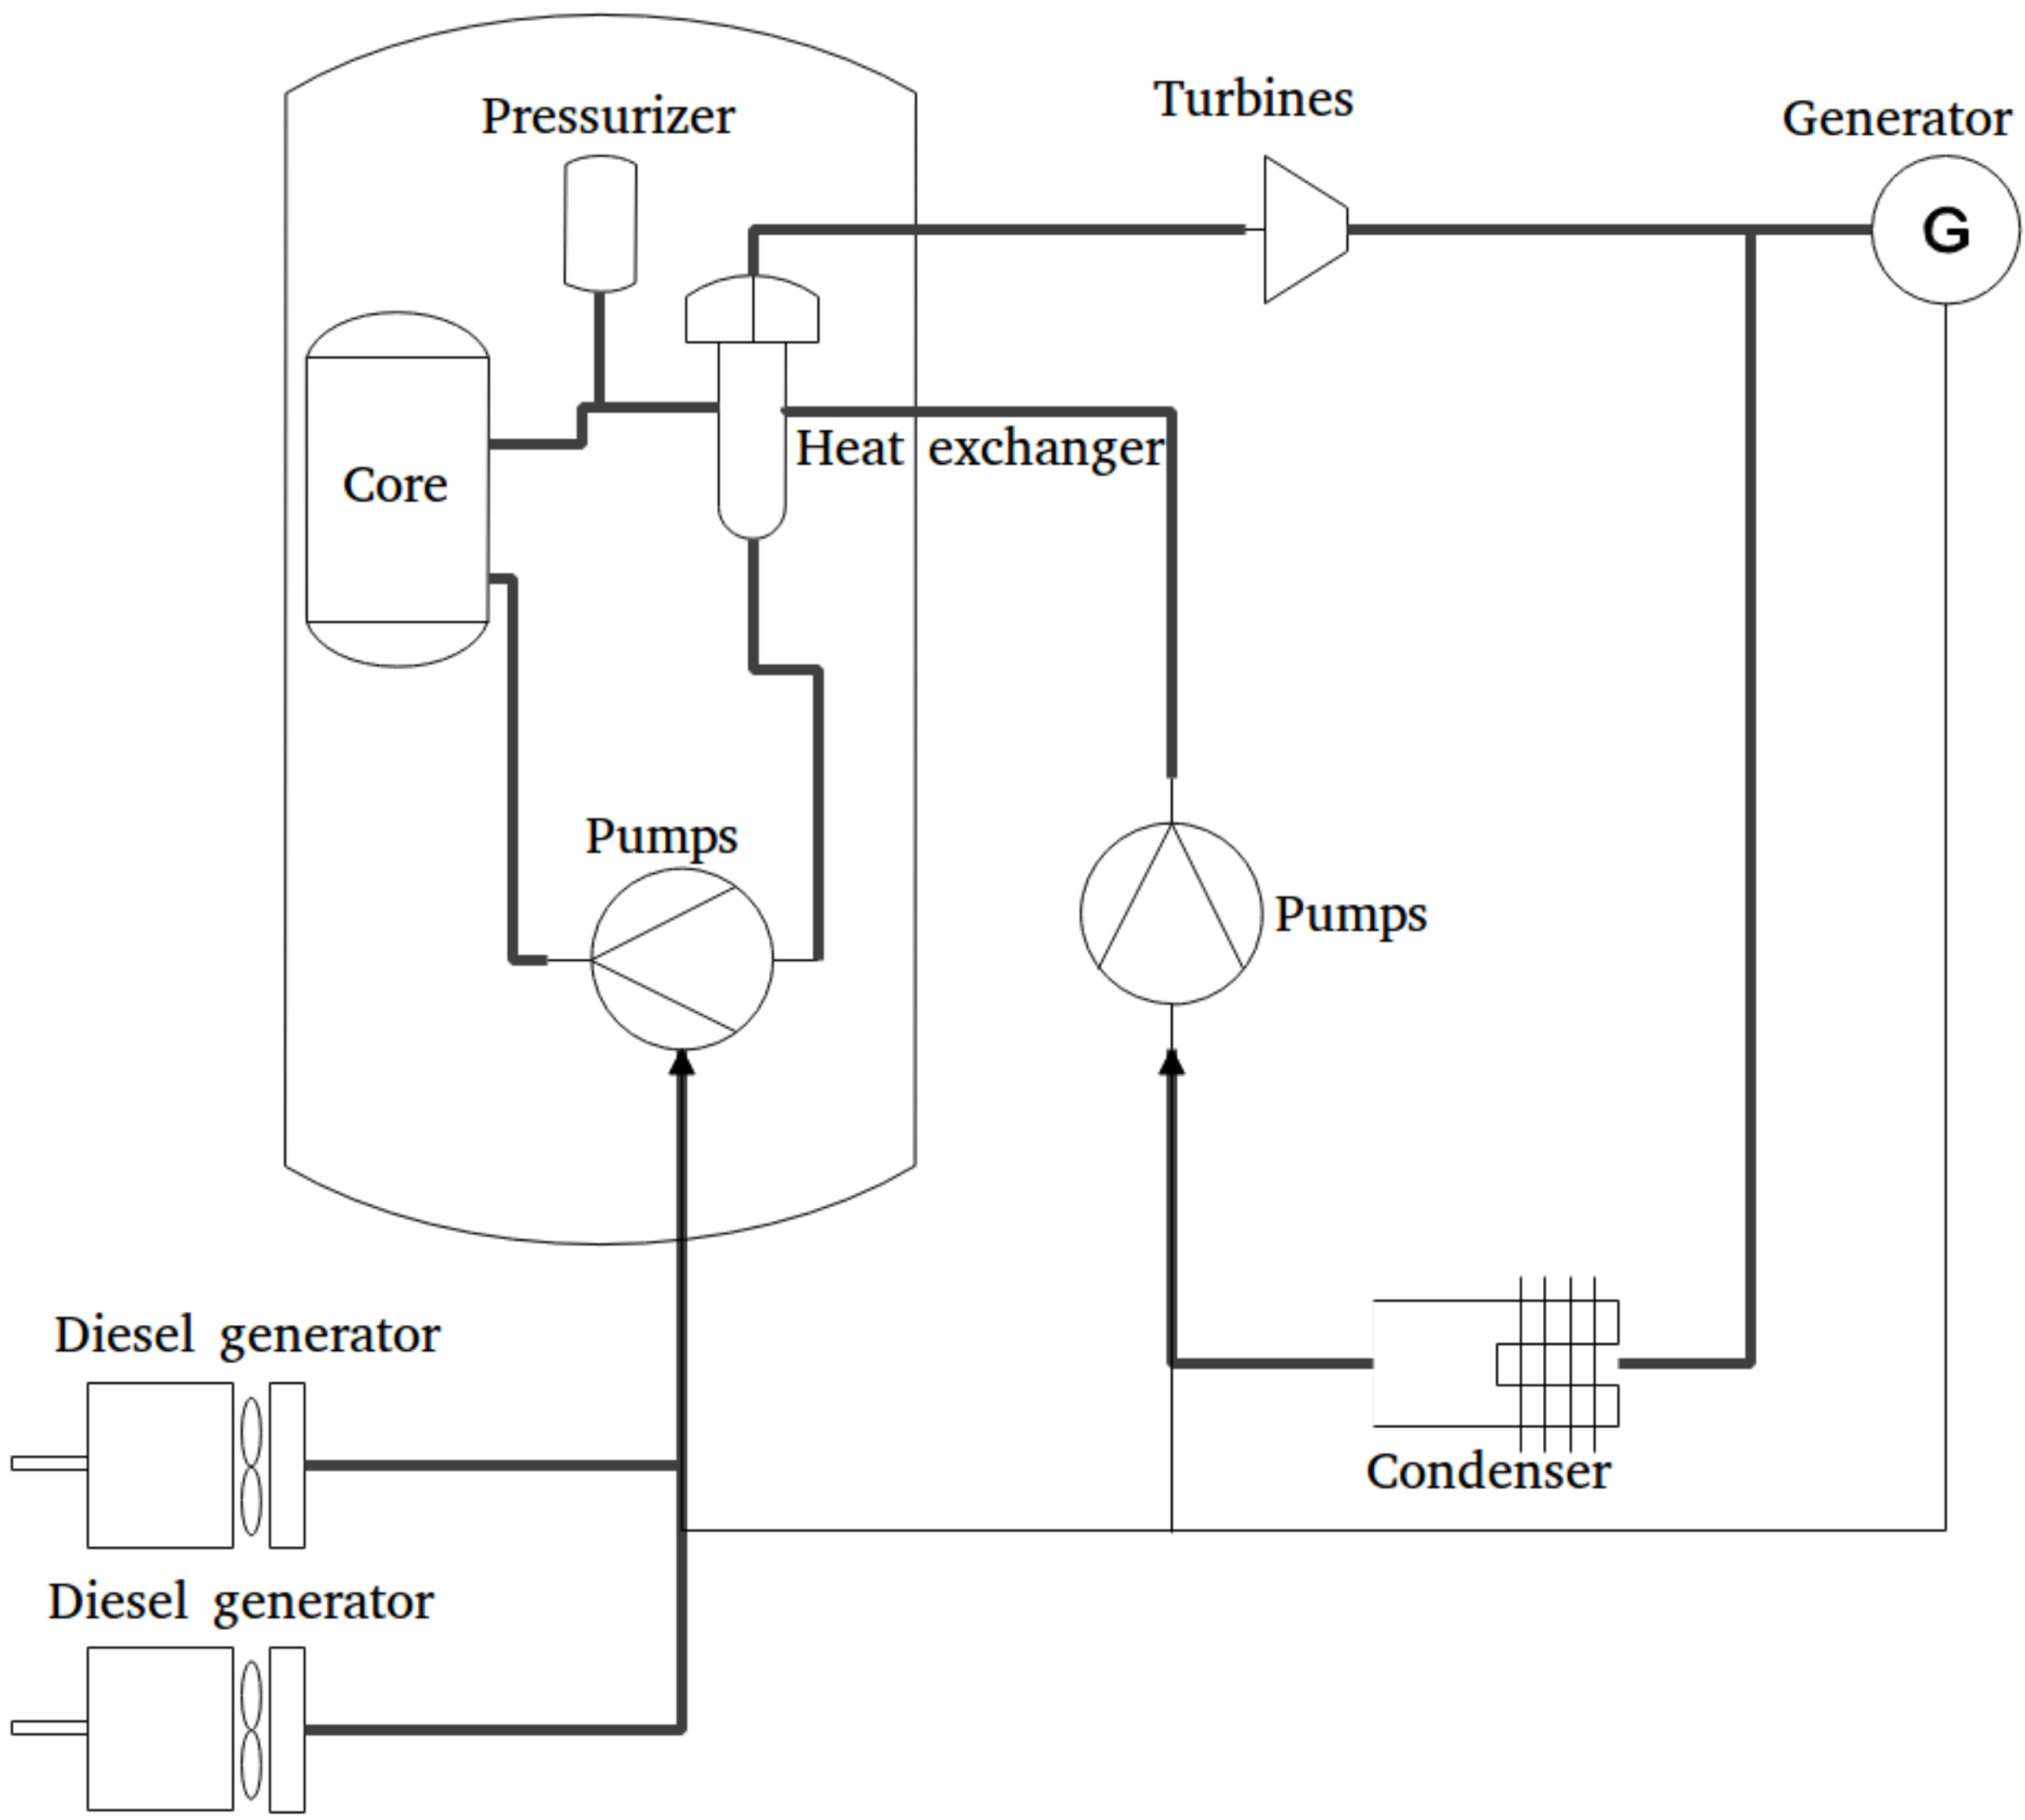 Turbines
Pressurizer
Generator
G
Heat exchanger
Core
Pumps
Pumps
Diesel generator
Condenser
Diesel generator